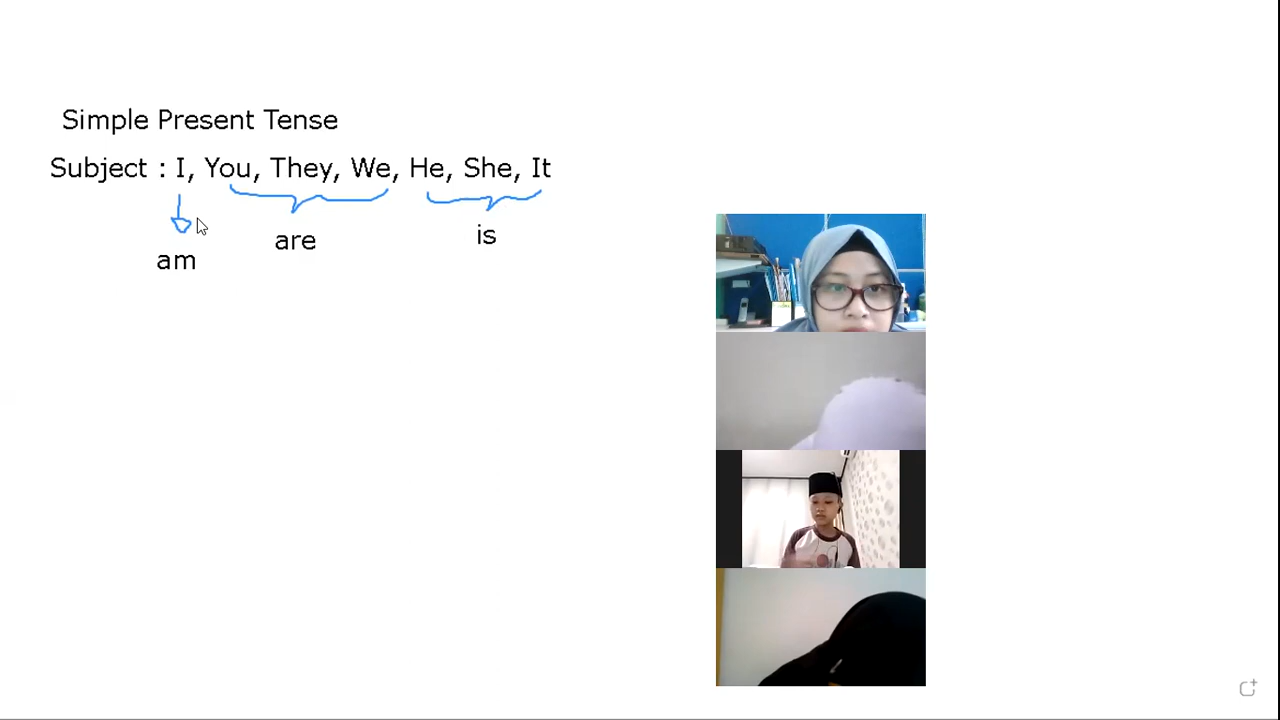 Simple Present Tense
Subject : I, You, They, We, He, She, It
am are is